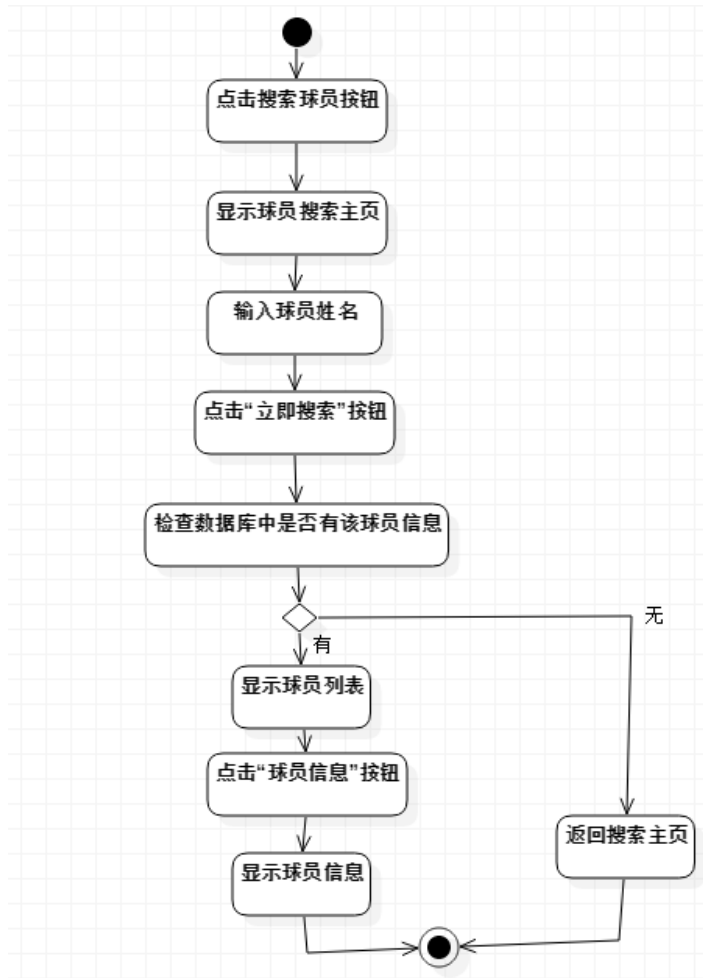 点击搜索球员按钮
显示球员搜索主页
输入球员姓名
点击“立即搜索”按钮
检查数据库中是否有该球员信息
无
有
显示球员列表
点击“球员信息”按钮
返回搜索主页
显示球员信息